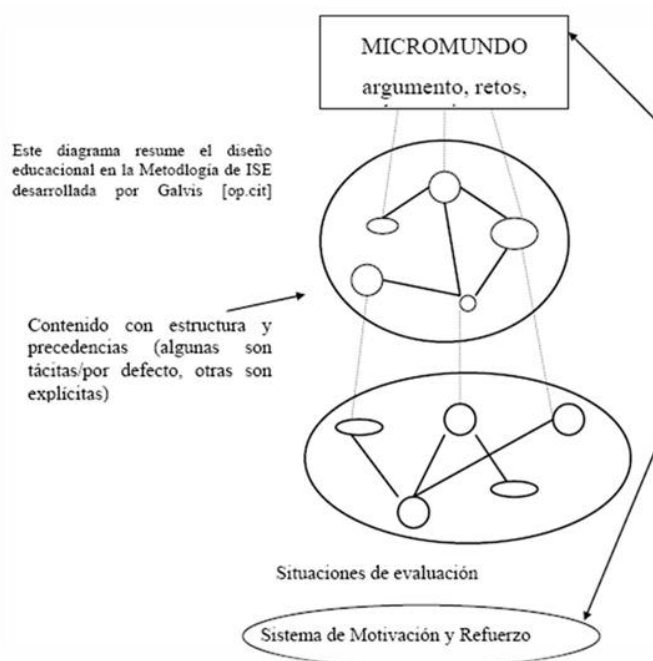 MICROMUNDO
argumento, retos,
Este diagrama resume el diseño
educacional en la Metodlogía de ISE
desarrollada por Galvis [op.cit]
Contenido con estructura y
precedencias (algunas son
tácitas/por defecto, otras son
explícitas)
Situaciones de evaluación
Sistema de Motivación y Refuerzo